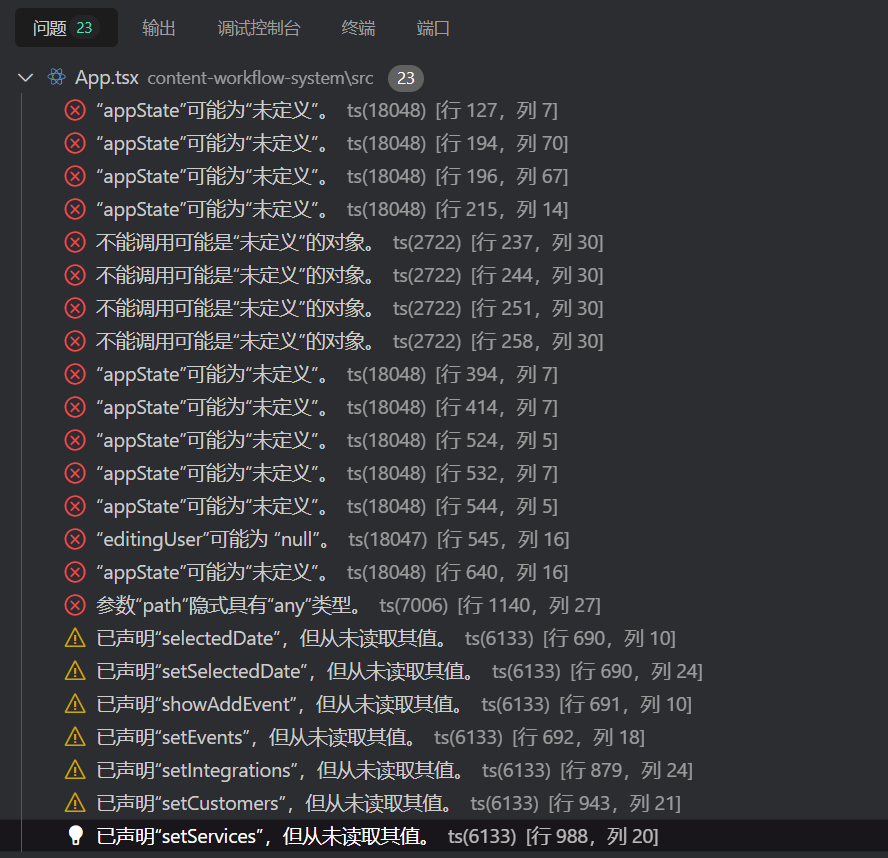 问题 23 输出 调试控制台 终端 端口
App.tsx content-workflow-system\src 23
“appState”可能为“未定义”。 ts(18048) [行 127，列 7]
“appState”可能为“未定义”。 ts(18048) [行 194，列 70]
“appState”可能为“未定义”。 ts(18048) [行 196，列 67]
“appState”可能为“未定义”。 ts(18048) [行 215，列 14]
不能调用可能是“未定义”的对象。 ts(2722) [行 237，列 30]
不能调用可能是“未定义”的对象。 ts(2722) [行 244，列 30]
不能调用可能是“未定义”的对象。 ts(2722) [行 251，列 30]
不能调用可能是“未定义”的对象。 ts(2722) [行 258，列 30]
“appState”可能为“未定义”。 ts(18048) [行 394，列 7]
“appState”可能为“未定义”。 ts(18048) [行 414，列 7]
“appState”可能为“未定义”。 ts(18048) [行 524，列 5]
“appState”可能为“未定义”。 ts(18048) [行 532，列 7]
“appState”可能为“未定义”。 ts(18048) [行 544，列 5]
“editingUser”可能为 “null”。 ts(18047) [行 545，列 16]
“appState”可能为“未定义”。 ts(18048) [行 640，列 16]
参数“path”隐式具有“any”类型。 ts(7006) [行 1140，列 27]
已声明“selectedDate”，但从未读取其值。 ts(6133) [行 690，列 10]
已声明“setSelectedDate”，但从未读取其值。 ts(6133) [行 690，列 24]
已声明“showAddEvent”，但从未读取其值。 ts(6133) [行 691，列 10]
已声明“setEvents”，但从未读取其值。 ts(6133) [行 692，列 18]
已声明“setIntegrations”，但从未读取其值。 ts(6133) [行 879，列 24]
已声明“setCustomers”，但从未读取其值。 ts(6133) [行 943，列 21]
已声明“setServices”，但从未读取其值。 ts(6133) [行 988，列 20]